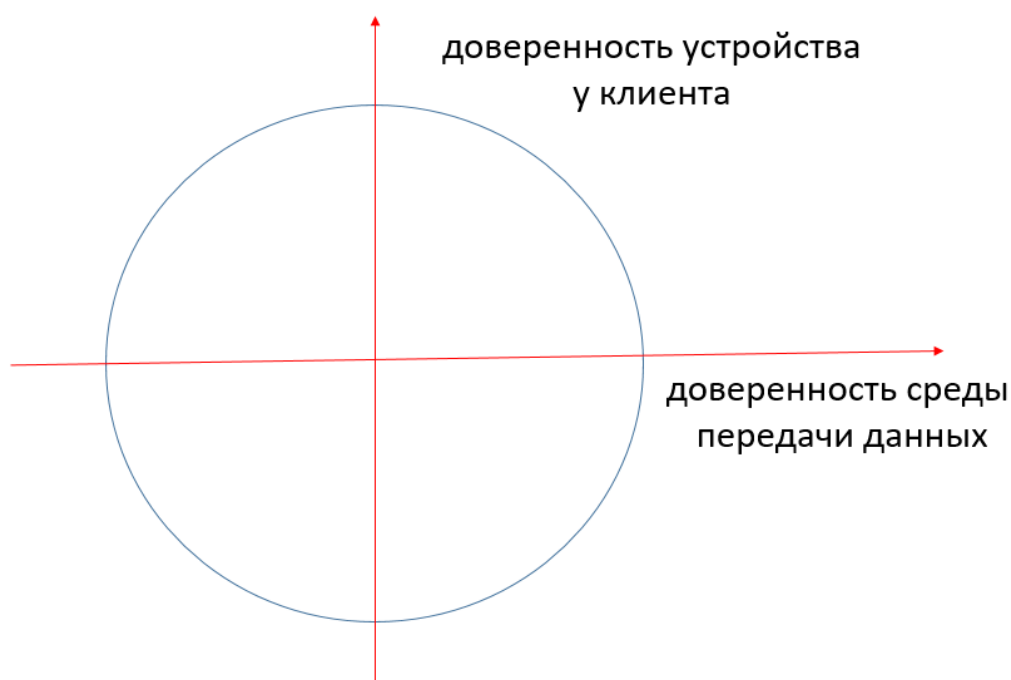 доверенность устройства
у клиента
доверенность среды
передачи данных